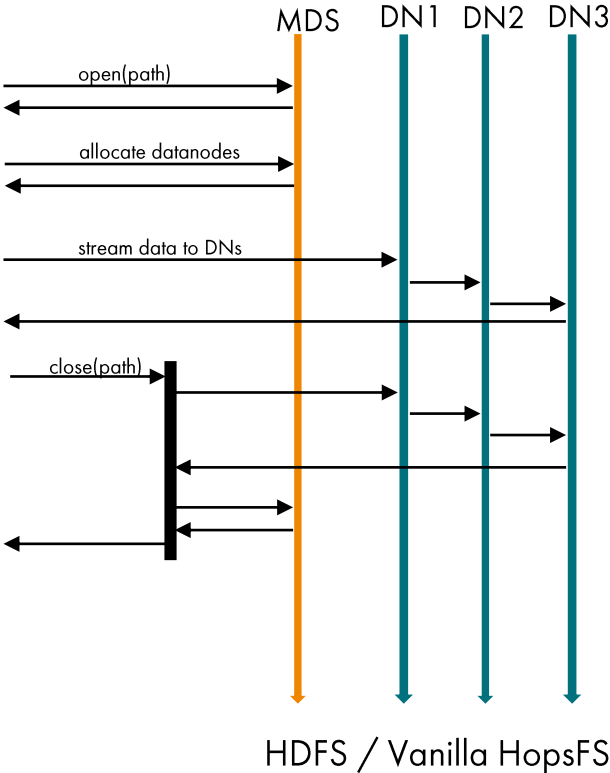 MDS DN1 DN2 DN3
open(path)
allocate datanodes
stream data to DNs
close(path)
HDFS / Vanilla HopsFS